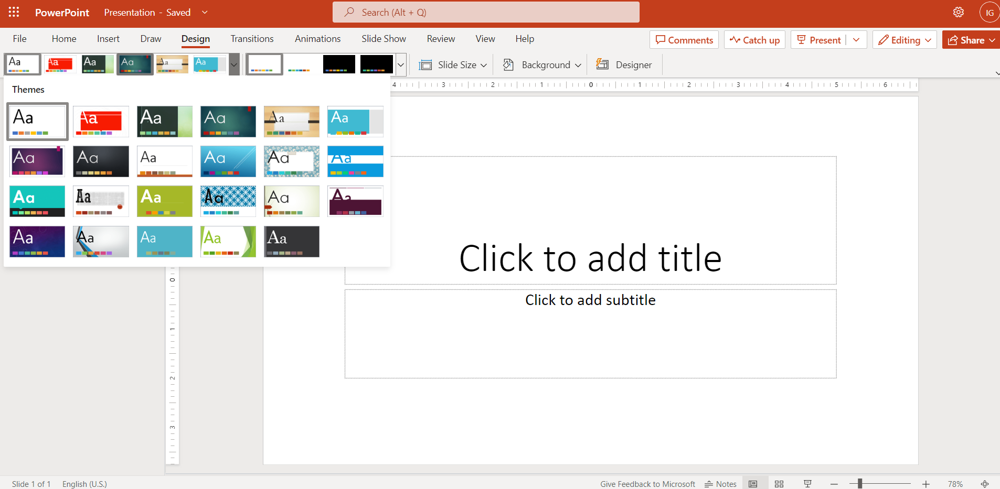 PowerPoint Presentation - Saved Search (Alt + Q) IG
File Home Insert Draw Design Transitions Animations Slide Show Review View Help Comments Catch up Present Editing Share
Aa Aa Aa Aa Aa Aa Slide Size Background Designer
4 3 2 1 0 1 2 3 4 5 6
Themes
Aa Aa Aa Aa Aa Aa
Aa Aa Aa Aa Aa Aa
Aa Aa Aa Aa Aa Aa
Aa Aa Aa Aa Aa
Click to add title
Click to add subtitle
0
1
2
3
Slide 1 of 1 English (U.S.) Give Feedback to Microsoft Notes 78%